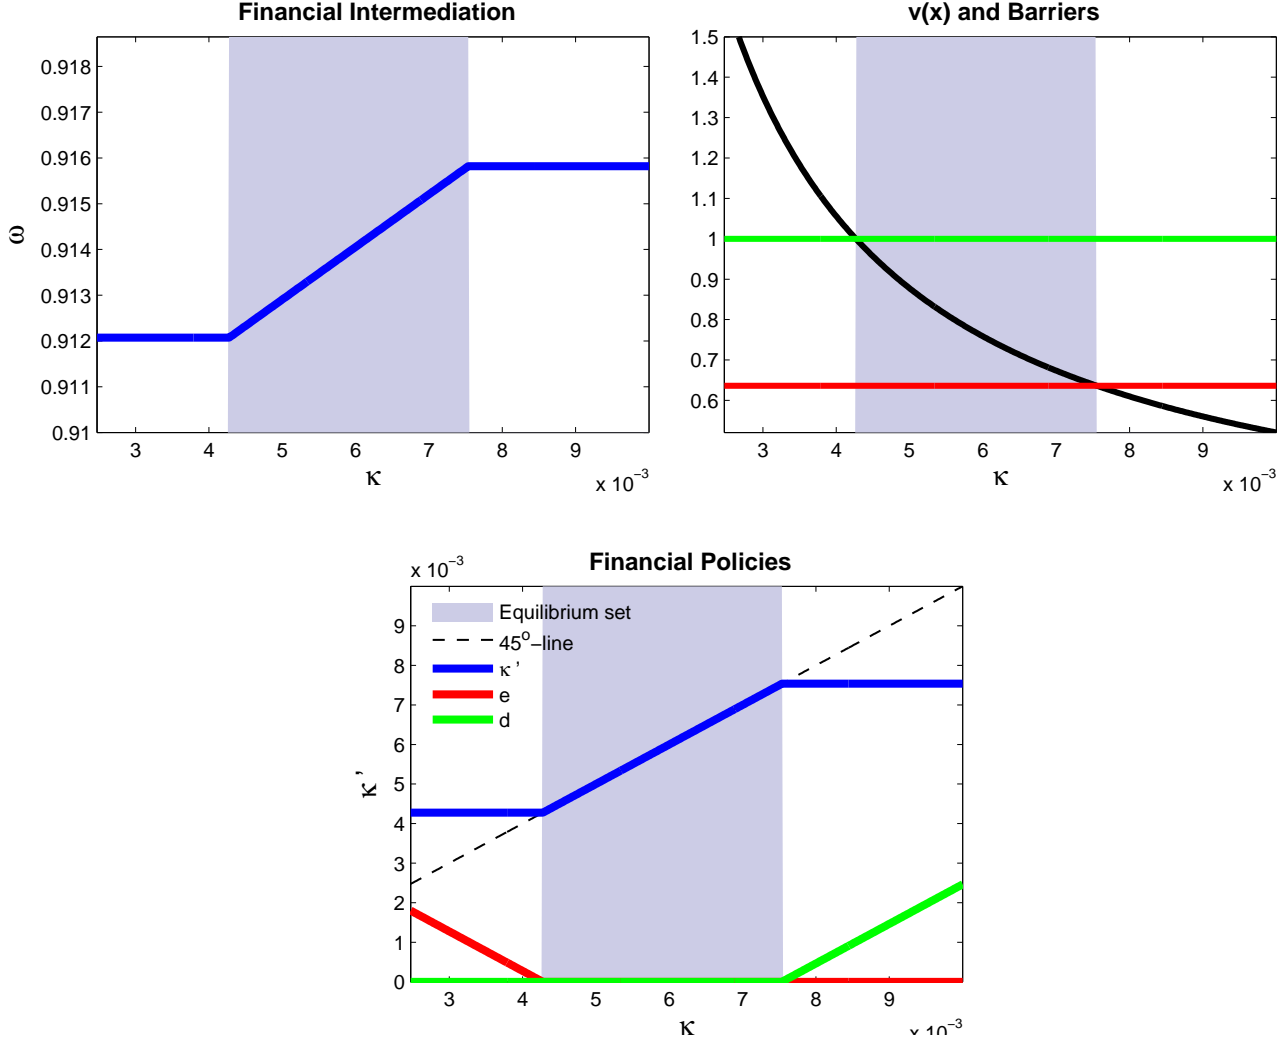 Financial Intermediation
0.918
0.917
0.916
0.915
0.914
0.913
0.912
0.911
0.91
ω
3 4 5 6 7 8 9
κ
x 10⁻³
v(x) and Barriers
1.5
1.4
1.3
1.2
1.1
1
0.9
0.8
0.7
0.6
3 4 5 6 7 8 9
κ
x 10⁻³
Financial Policies
x 10⁻³
9
8
7
6
5
4
3
2
1
0
κ'
Equilibrium set
45°−line
κ'
e
d
3 4 5 6 7 8 9
κ
x 10⁻³